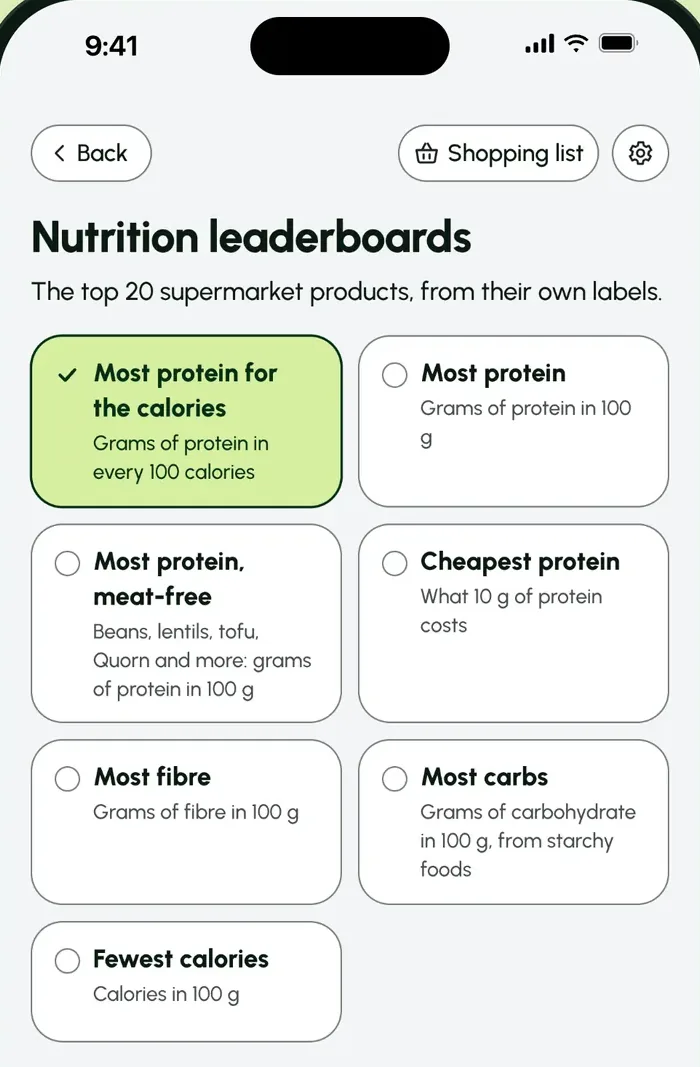 9:41
Back
Shopping list
Nutrition leaderboards
The top 20 supermarket products, from their own labels.
Most protein for
the calories
Grams of protein in
every 100 calories
Most protein
Grams of protein in 100
g
Most protein,
meat-free
Beans, lentils, tofu,
Quorn and more: grams
of protein in 100 g
Cheapest protein
What 10 g of protein
costs
Most fibre
Grams of fibre in 100 g
Most carbs
Grams of carbohydrate
in 100 g, from starchy
foods
Fewest calories
Calories in 100 g